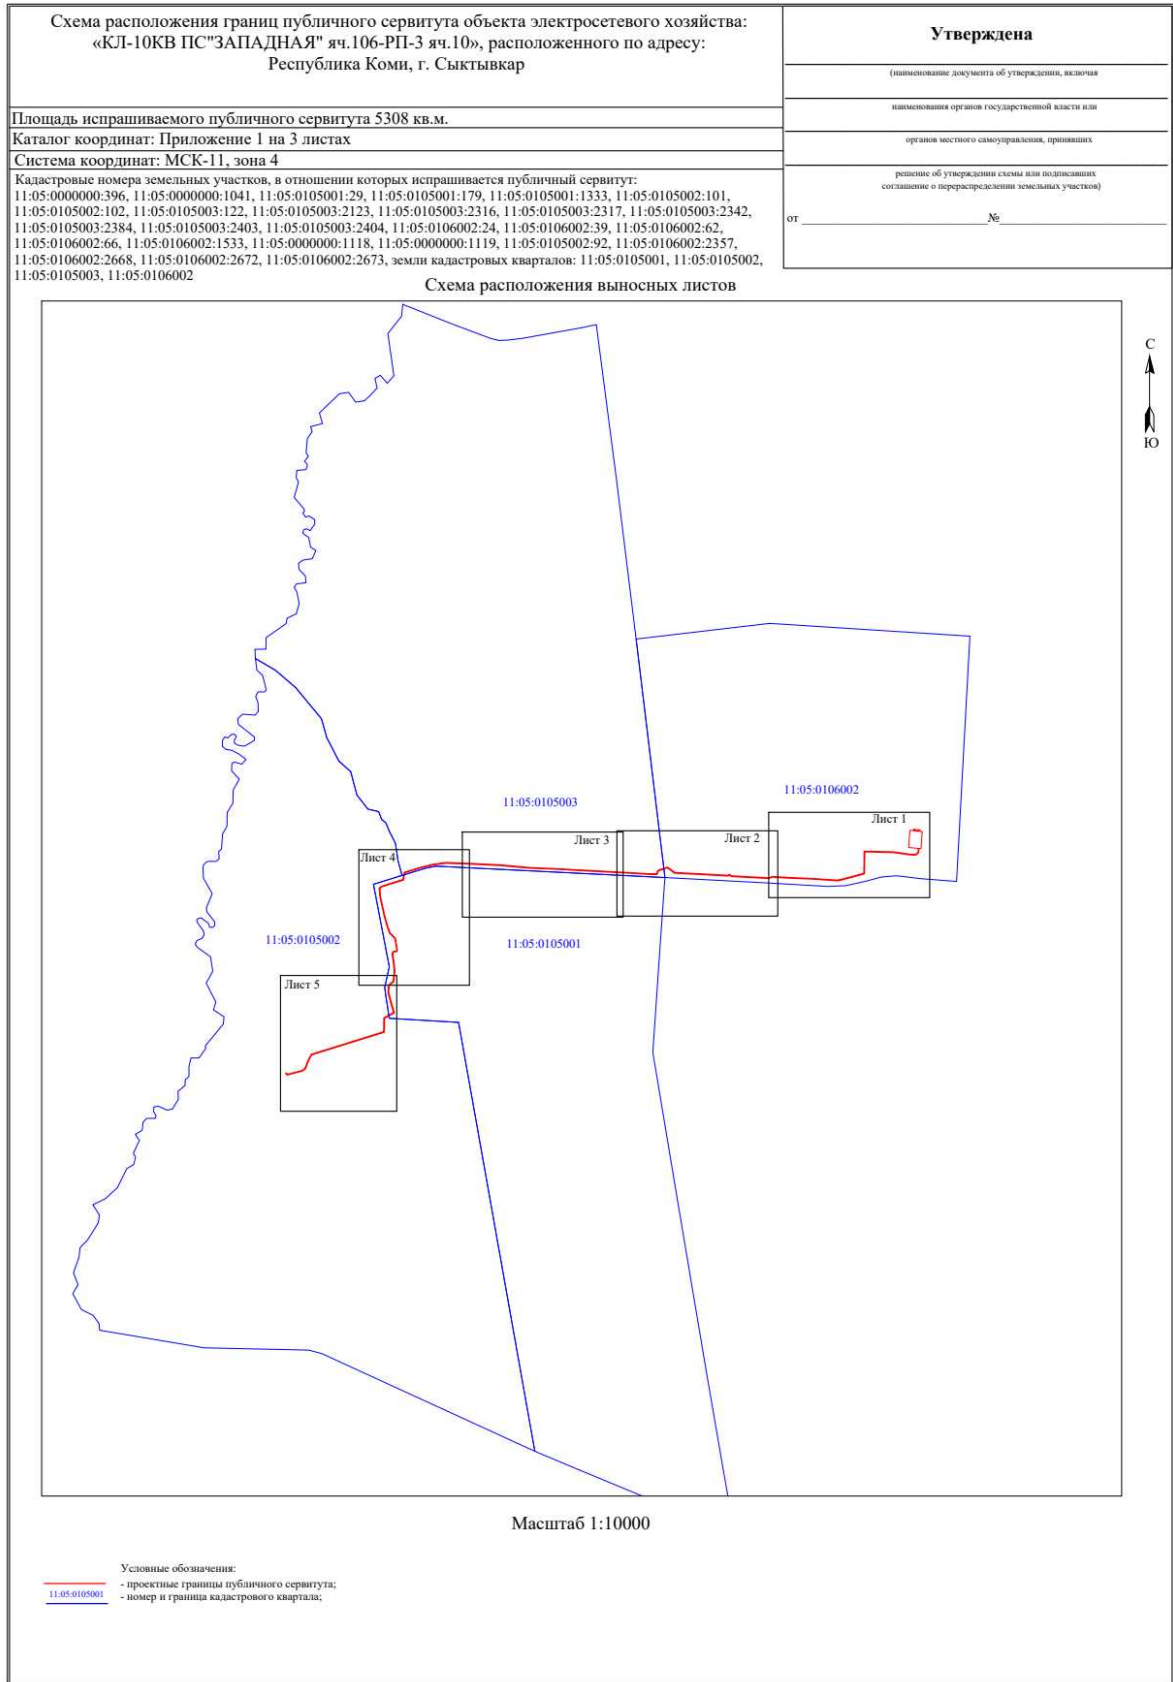 Схема расположения границ публичного сервитута объекта электросетевого хозяйства:
«КЛ-10КВ ПС"ЗАПАДНАЯ" яч.106-РП-3 яч.10», расположенного по адресу:
Республика Коми, г. Сыктывкар
Площадь испрашиваемого публичного сервитута 5308 кв.м.
Каталог координат: Приложение 1 на 3 листах
Система координат: МСК-11, зона 4
Кадастровые номера земельных участков, в отношении которых испрашивается публичный сервитут:
11:05:0000000:396, 11:05:0000000:1041, 11:05:0105001:29, 11:05:0105001:179, 11:05:0105001:1333, 11:05:0105002:101,
11:05:0105002:102, 11:05:0105003:122, 11:05:0105003:2123, 11:05:0105003:2316, 11:05:0105003:2317, 11:05:0105003:2342,
11:05:0105003:2384, 11:05:0105003:2403, 11:05:0105003:2404, 11:05:0106002:24, 11:05:0106002:39, 11:05:0106002:62,
11:05:0106002:66, 11:05:0106002:1533, 11:05:0000000:1118, 11:05:0000000:1119, 11:05:0105002:92, 11:05:0106002:2357,
11:05:0106002:2668, 11:05:0106002:2672, 11:05:0106002:2673, земли кадастровых кварталов: 11:05:0105001, 11:05:0105002,
11:05:0105003, 11:05:0106002
Утверждена
(наименование документа об утверждении, включая
наименования органов государственной власти или
органов местного самоуправления, принявших
решение об утверждении схемы или подписавших
соглашение о перераспределении земельных участков)
от №
Схема расположения выносных листов
С
Ю
11:05:0106002
11:05:0105003
Лист 1
Лист 2
Лист 3
Лист 4
11:05:0105002
11:05:0105001
Лист 5
Масштаб 1:10000
Условные обозначения:
- проектные границы публичного сервитута;
11:05:0105001 - номер и граница кадастрового квартала;